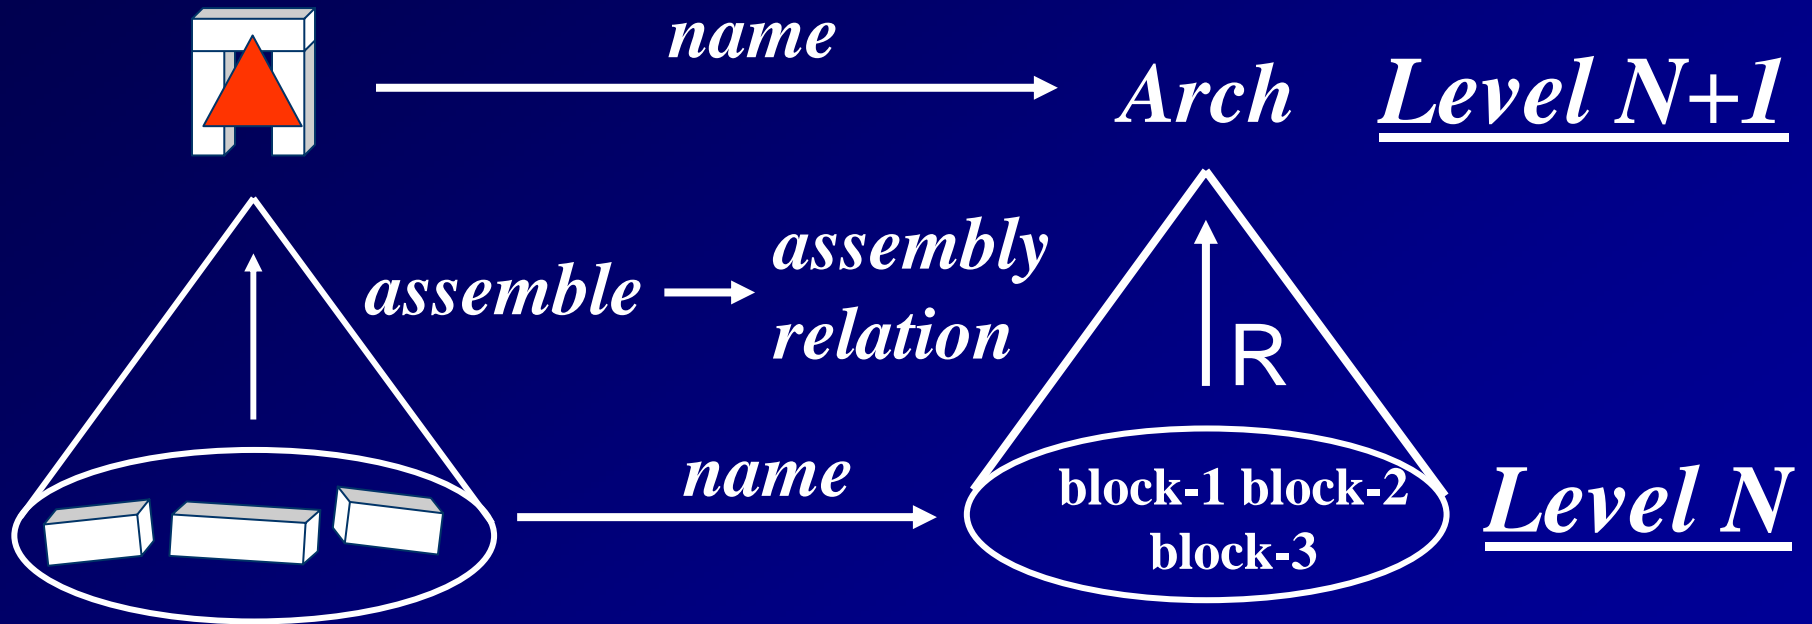 name
Arch Level N+1
assemble assembly
relation
R
name
block-1 block-2
block-3
Level N